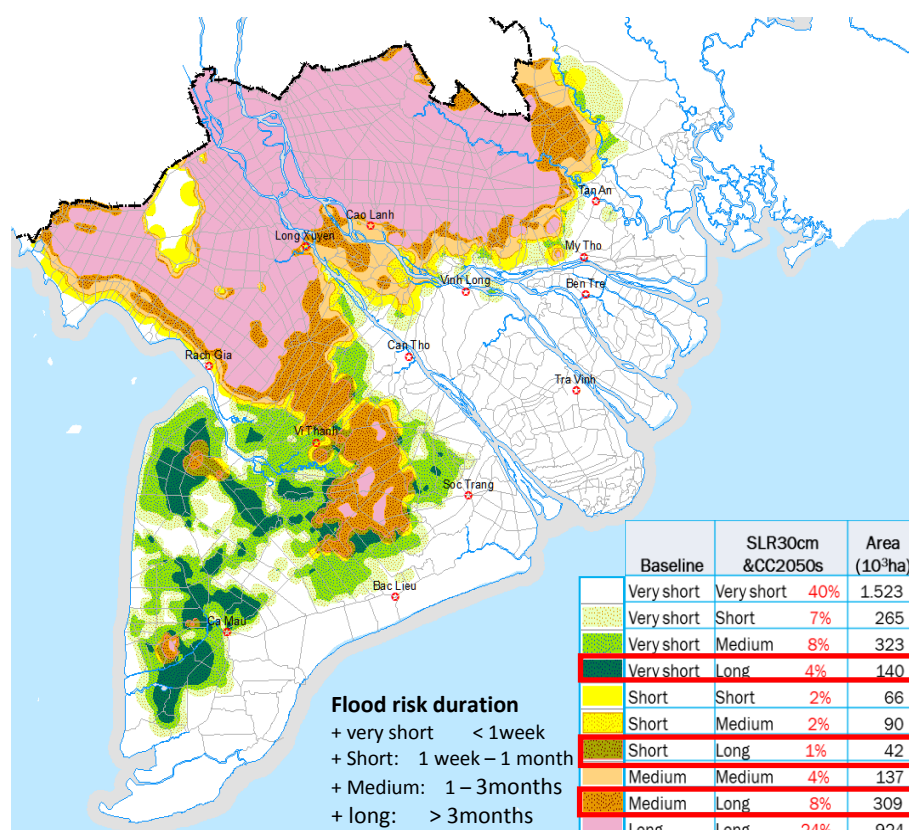 Tan An
Cao Lanh
Long Xuyen
My Tho
Vinh Long
Ben Tre
Can Tho
Rach Gia
Tra Vinh
Vi Thanh
Soc Trang
Bac Lieu
Ca Mau
Flood risk duration
+ very short < 1week
+ Short: 1 week – 1 month
+ Medium: 1 – 3months
+ long: > 3months
Baseline SLR30cm &CC2050s Area (10³ha)
Very short Very short 40% 1.523
Very short Short 7% 265
Very short Medium 8% 323
Very short Long 4% 140
Short Short 2% 66
Short Medium 2% 90
Short Long 1% 42
Medium Medium 4% 137
Medium Long 8% 309
Long Long 24% 924